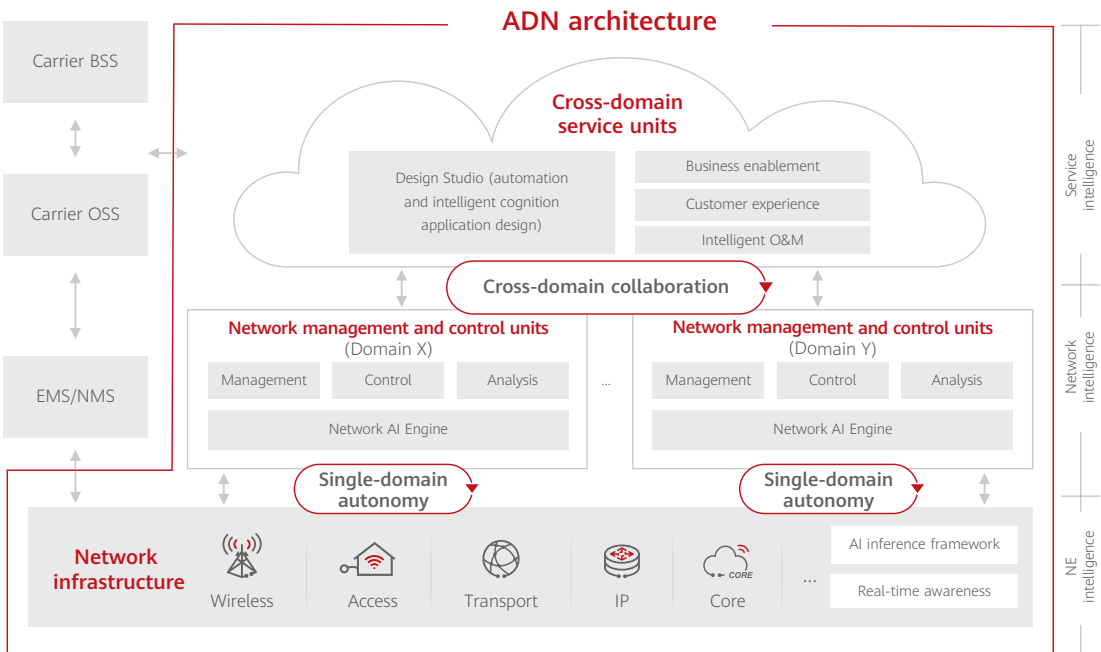 ADN architecture
Carrier BSS
Carrier OSS
EMS/NMS
Cross-domain
service units
Design Studio (automation
and intelligent cognition
application design)
Business enablement
Customer experience
Intelligent O&M
Cross-domain collaboration
Network management and control units
(Domain X)
Management
Control
Analysis
Network AI Engine
...
Network management and control units
(Domain Y)
Management
Control
Analysis
Network AI Engine
Single-domain
autonomy
Single-domain
autonomy
Network
infrastructure
Wireless
Access
Transport
IP
CORE
Core
...
AI inference framework
Real-time awareness
Service
intelligence
Network
intelligence
NE
intelligence